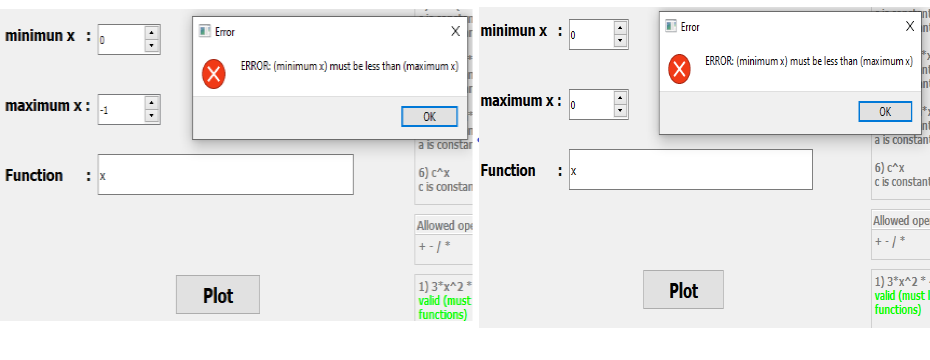 minimun x : 0
Error X
ERROR: (minimum x) must be less than (maximum x)
OK
maximum x : -1
a is constan
Function : x
6) c^x
c is constan
Allowed ope
+ - / *
Plot
1) 3*x^2 *
valid (must
functions)
minimun x : 0
Error X
ERROR: (minimum x) must be less than (maximum x)
OK
maximum x : 0
a is constant
Function : x
6) c^x
c is constant
Allowed ope
+ - / *
Plot
1) 3*x^2 *
valid (must
functions)